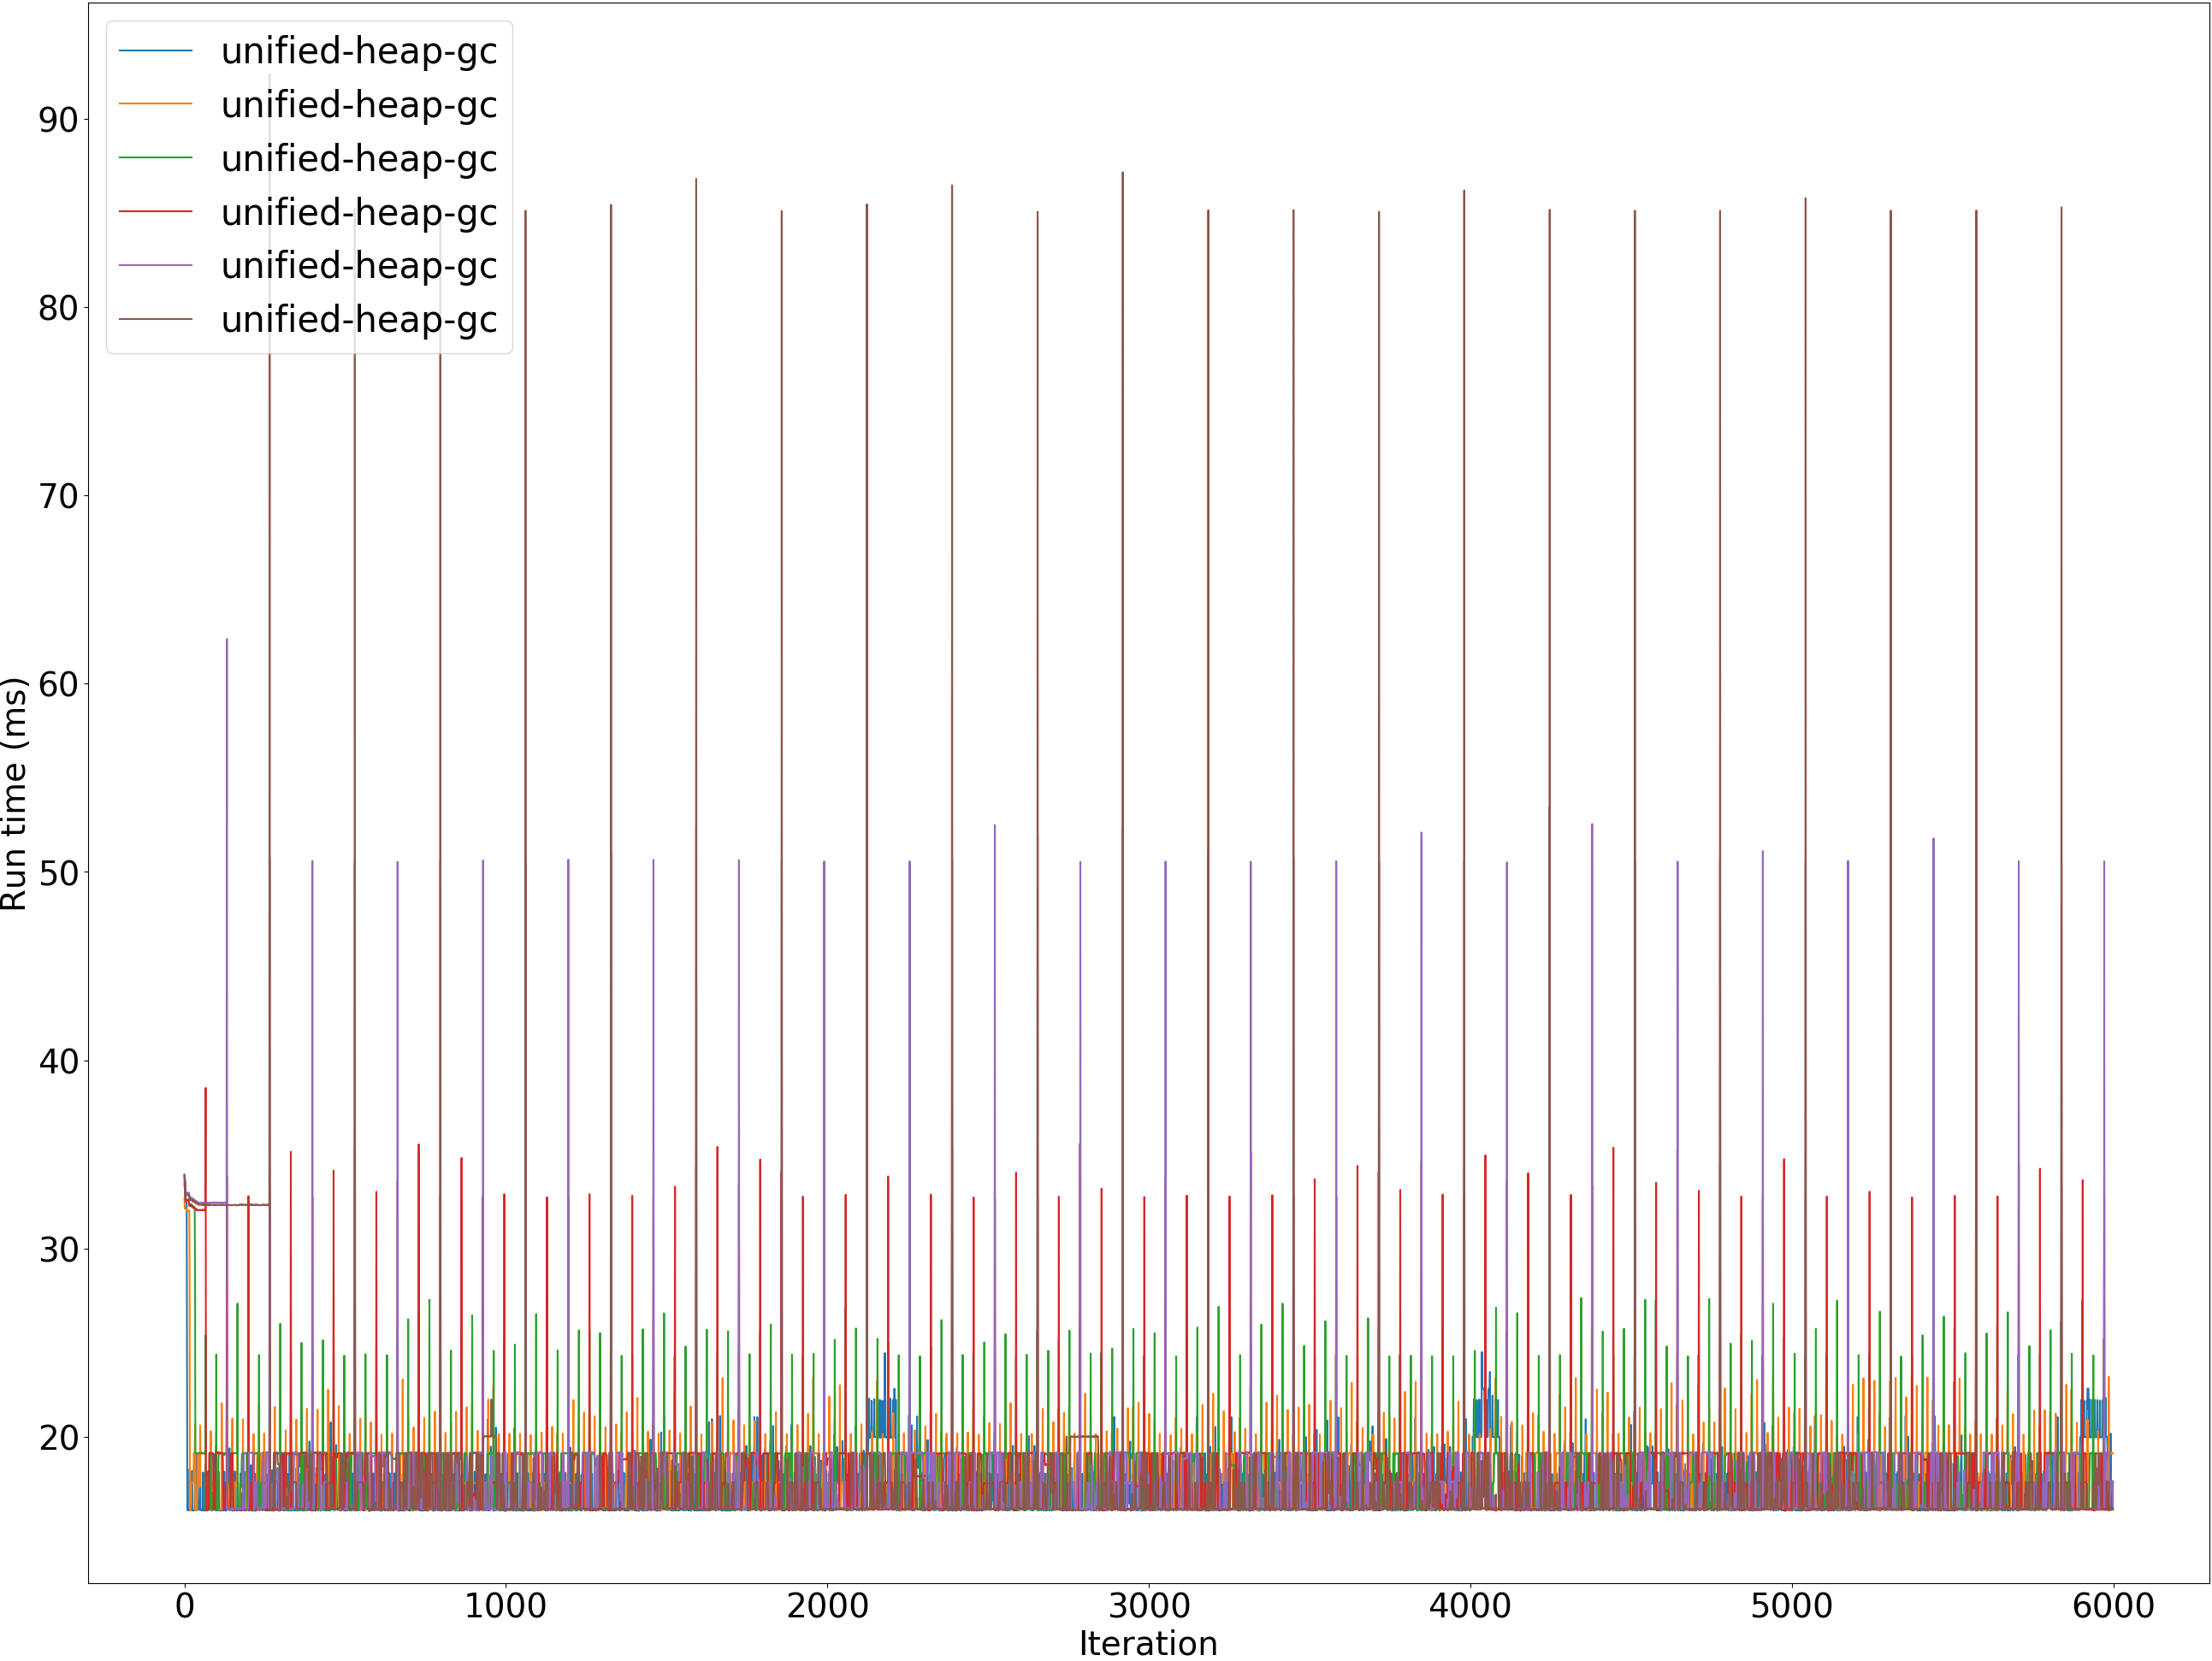 unified-heap-gc
unified-heap-gc
unified-heap-gc
unified-heap-gc
unified-heap-gc
unified-heap-gc
90
80
70
60
50
40
30
20
Run time (ms)
0 1000 2000 3000 4000 5000 6000
Iteration